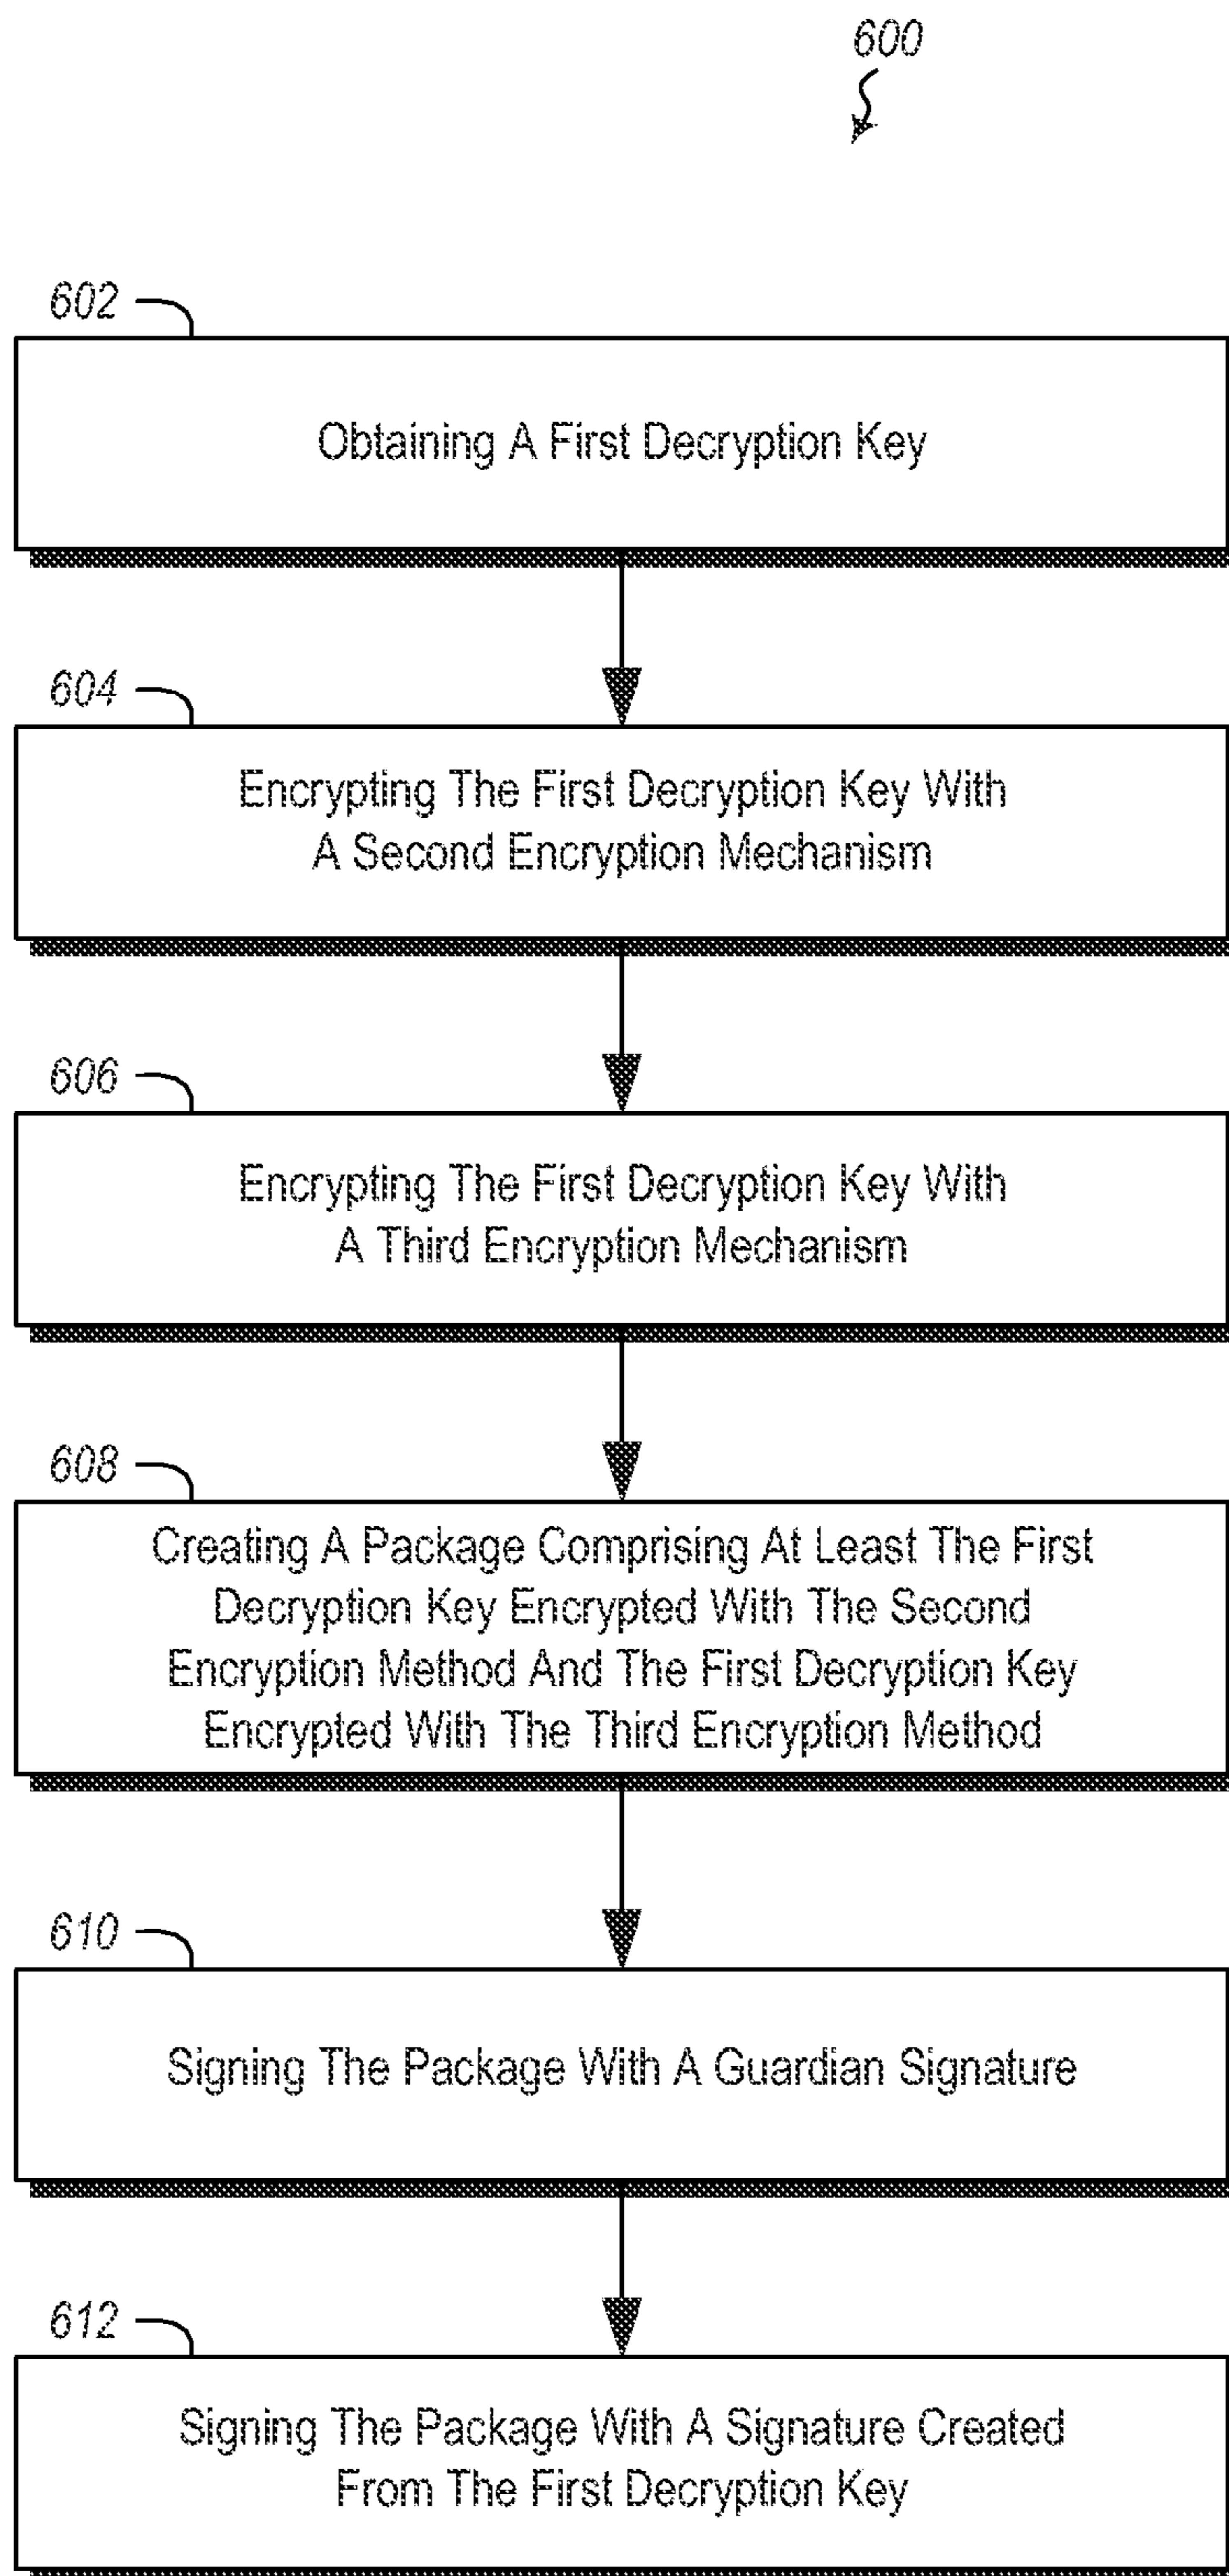 600
602
Obtaining A First Decryption Key
604
Encrypting The First Decryption Key With
A Second Encryption Mechanism
606
Encrypting The First Decryption Key With
A Third Encryption Mechanism
608
Creating A Package Comprising At Least The First
Decryption Key Encrypted With The Second
Encryption Method And The First Decryption Key
Encrypted With The Third Encryption Method
610
Signing The Package With A Guardian Signature
612
Signing The Package With A Signature Created
From The First Decryption Key